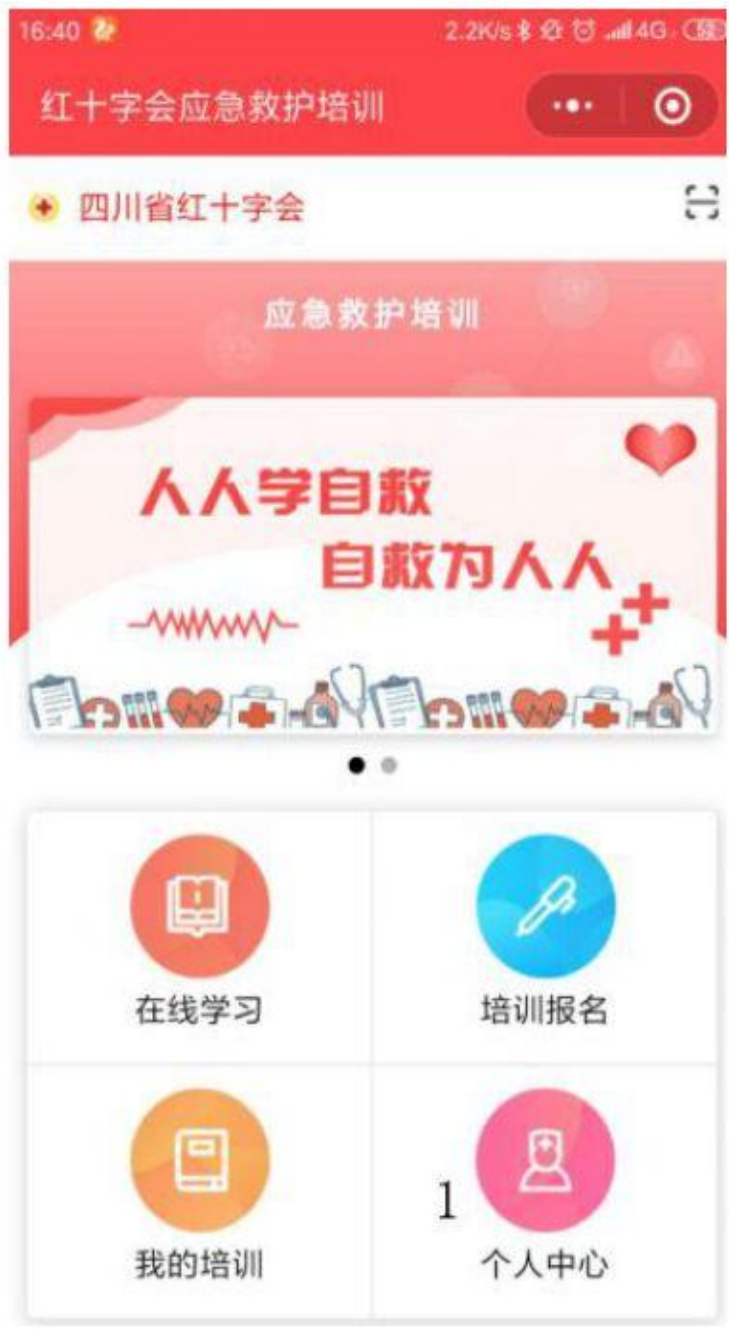 16:40 2.2K/s 4G 52
红十字会应急救护培训
四川省红十字会
应急救护培训
人人学自救
自救为人人
在线学习 培训报名
我的培训 1 个人中心